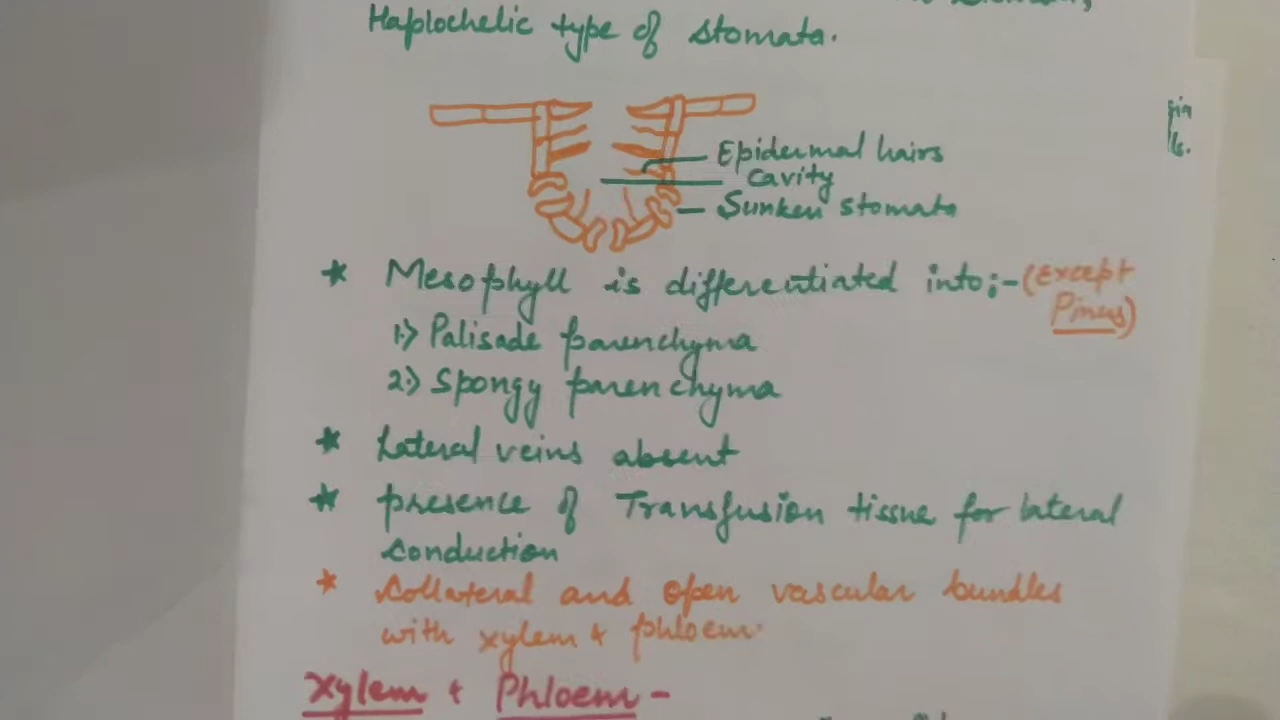 Haplochelic type of stomata.
Epidermal hairs
cavity
Sunken stomata
* Mesophyll is differentiated into:- (Except Pinus)
1.> Palisade parenchyma
2.> Spongy parenchyma
* Lateral veins absent
* presence of Transfusion tissue for lateral
conduction
* Collateral and open vascular bundles
with xylem & phloem.
Xylem & Phloem -